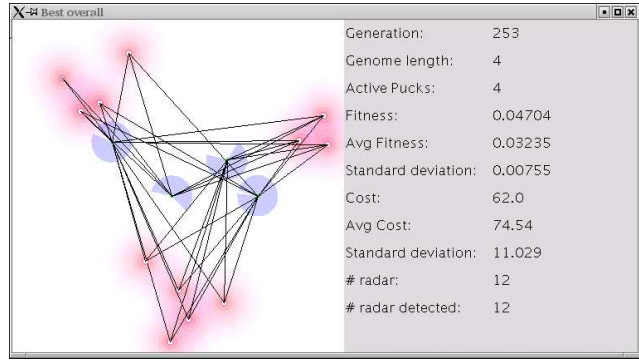 Best overall
Generation: 253
Genome length: 4
Active Pucks: 4
Fitness: 0.04704
Avg Fitness: 0.03235
Standard deviation: 0.00755
Cost: 62.0
Avg Cost: 74.54
Standard deviation: 11.029
# radar: 12
# radar detected: 12